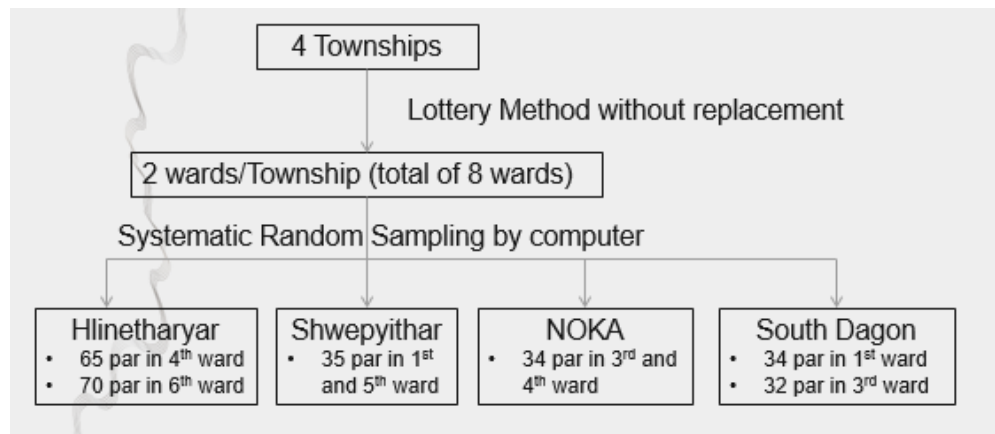 4 Townships
Lottery Method without replacement
2 wards/Township (total of 8 wards)
Systematic Random Sampling by computer
Hlinetharyar
• 65 par in 4th ward
• 70 par in 6th ward
Shwepyithar
• 35 par in 1st
and 5th ward
NOKA
• 34 par in 3rd and
4th ward
South Dagon
• 34 par in 1st ward
• 32 par in 3rd ward